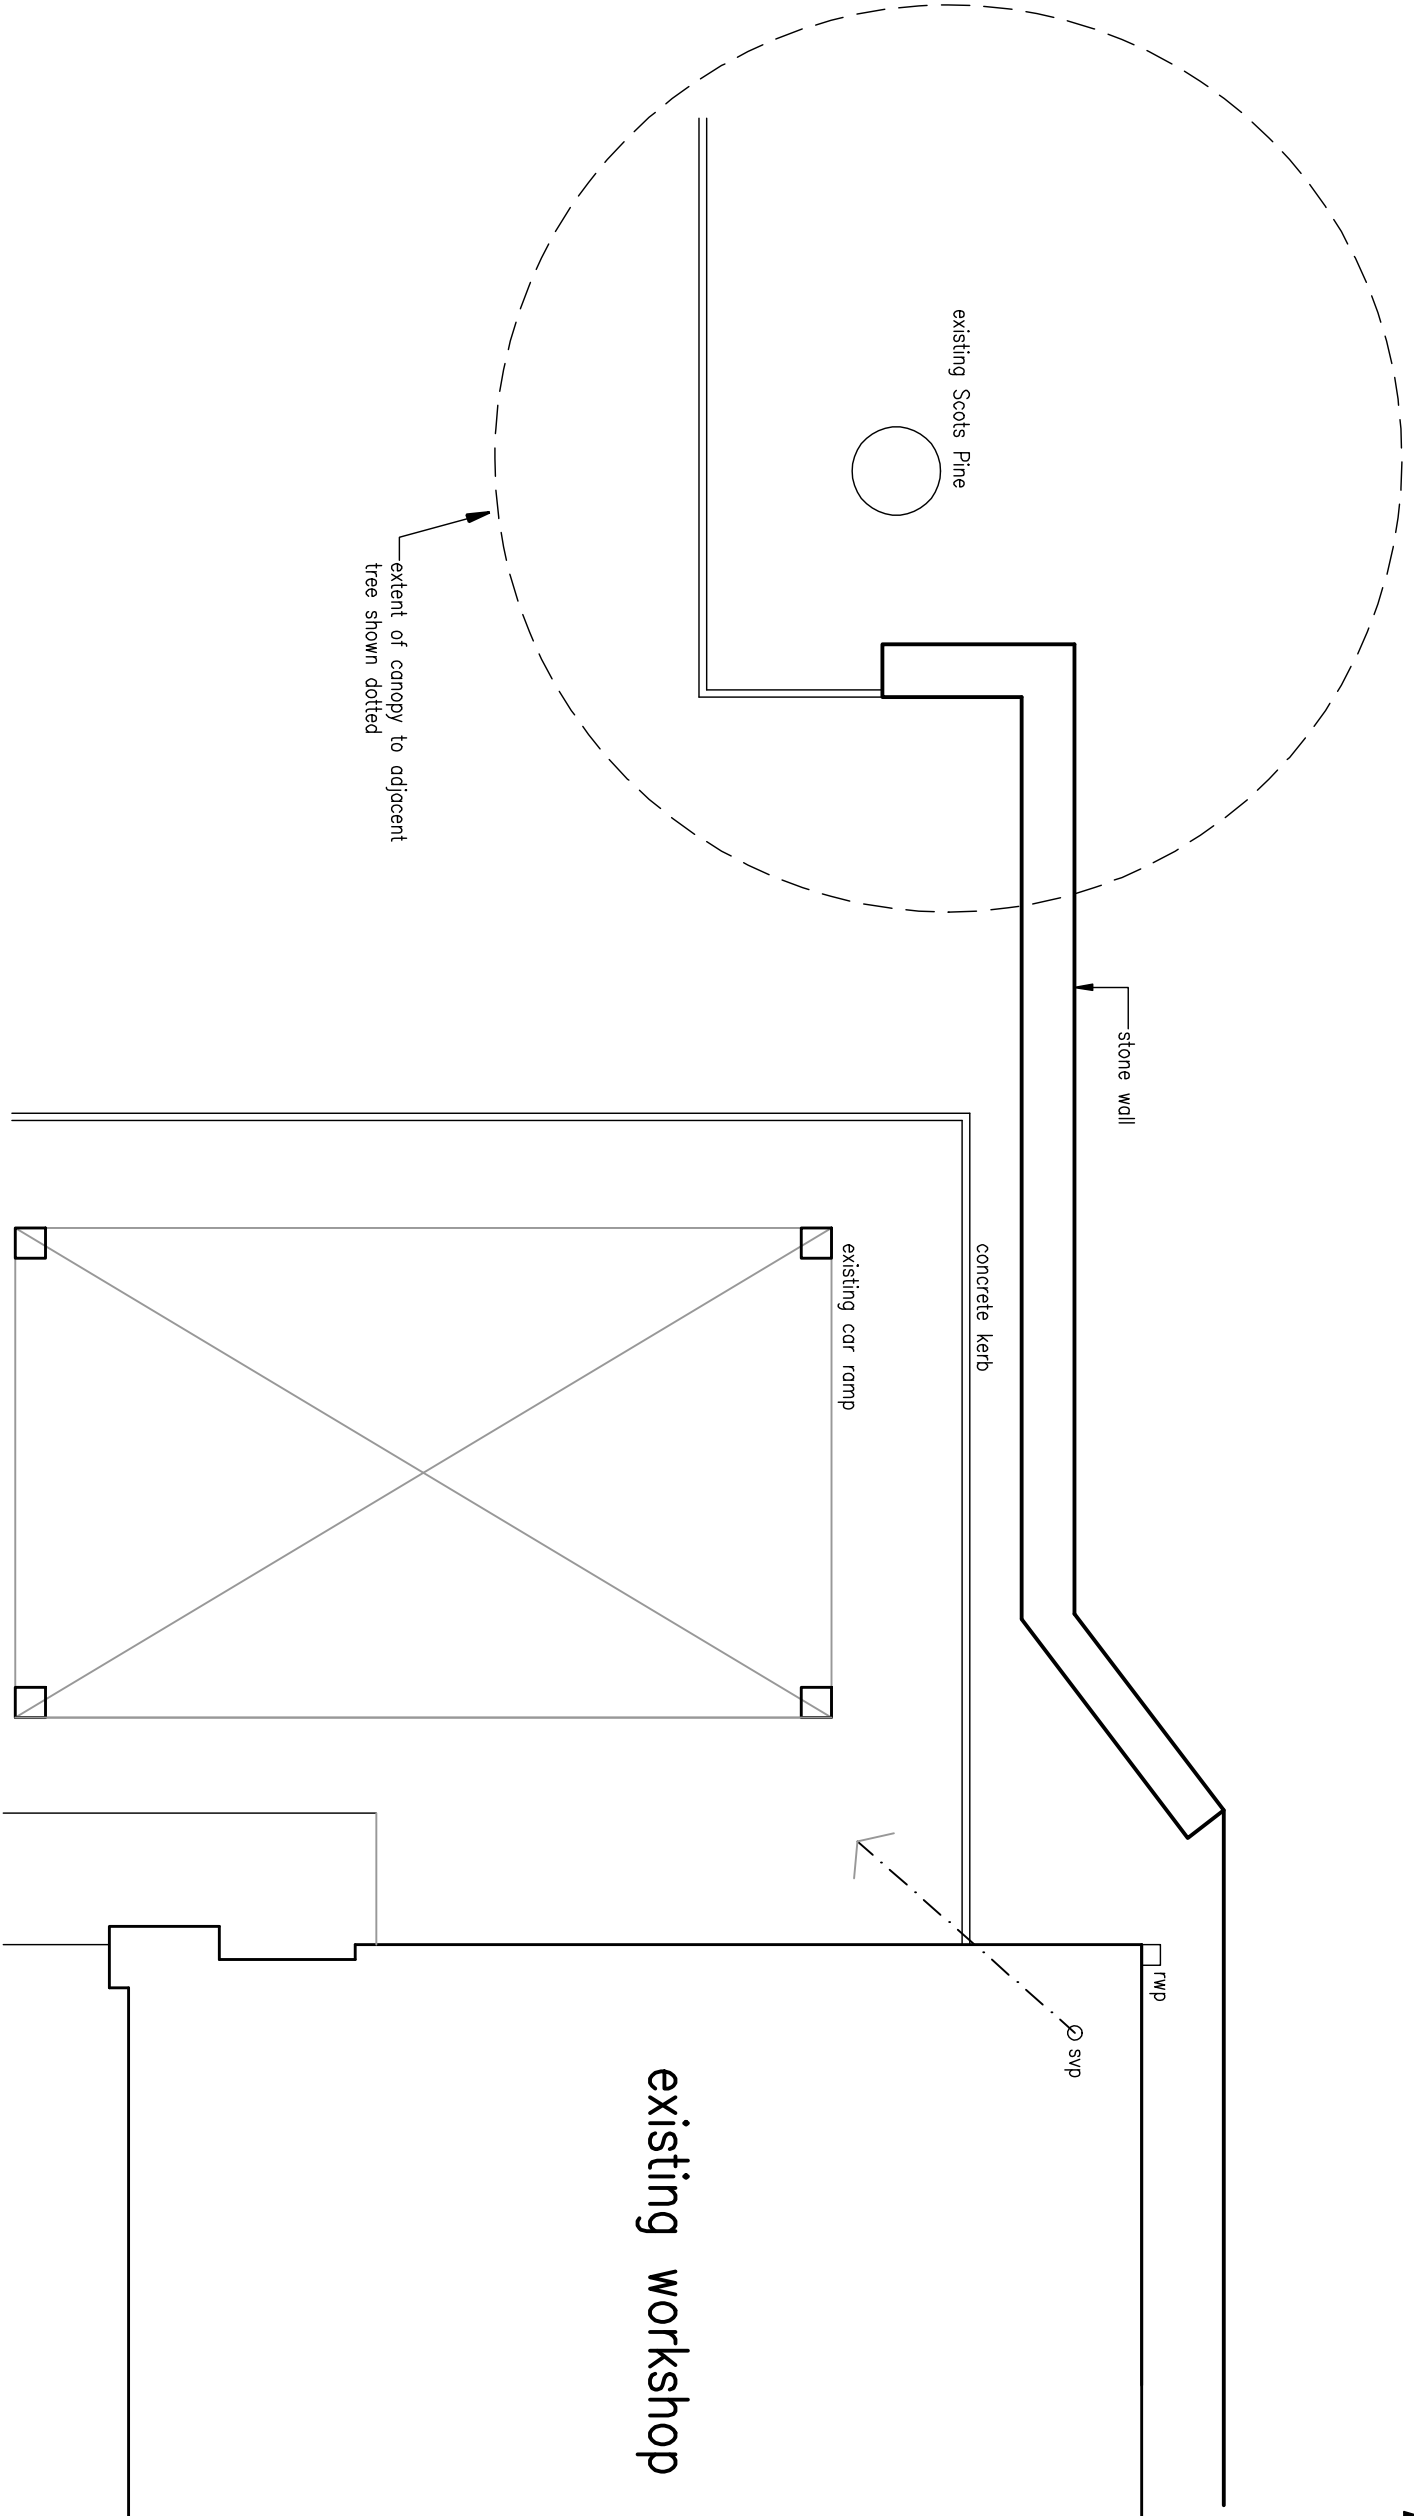 existing Scots Pine
extent of canopy to adjacent
tree shown dotted
stone wall
concrete kerb
existing car ramp
rwp
svp
existing workshop